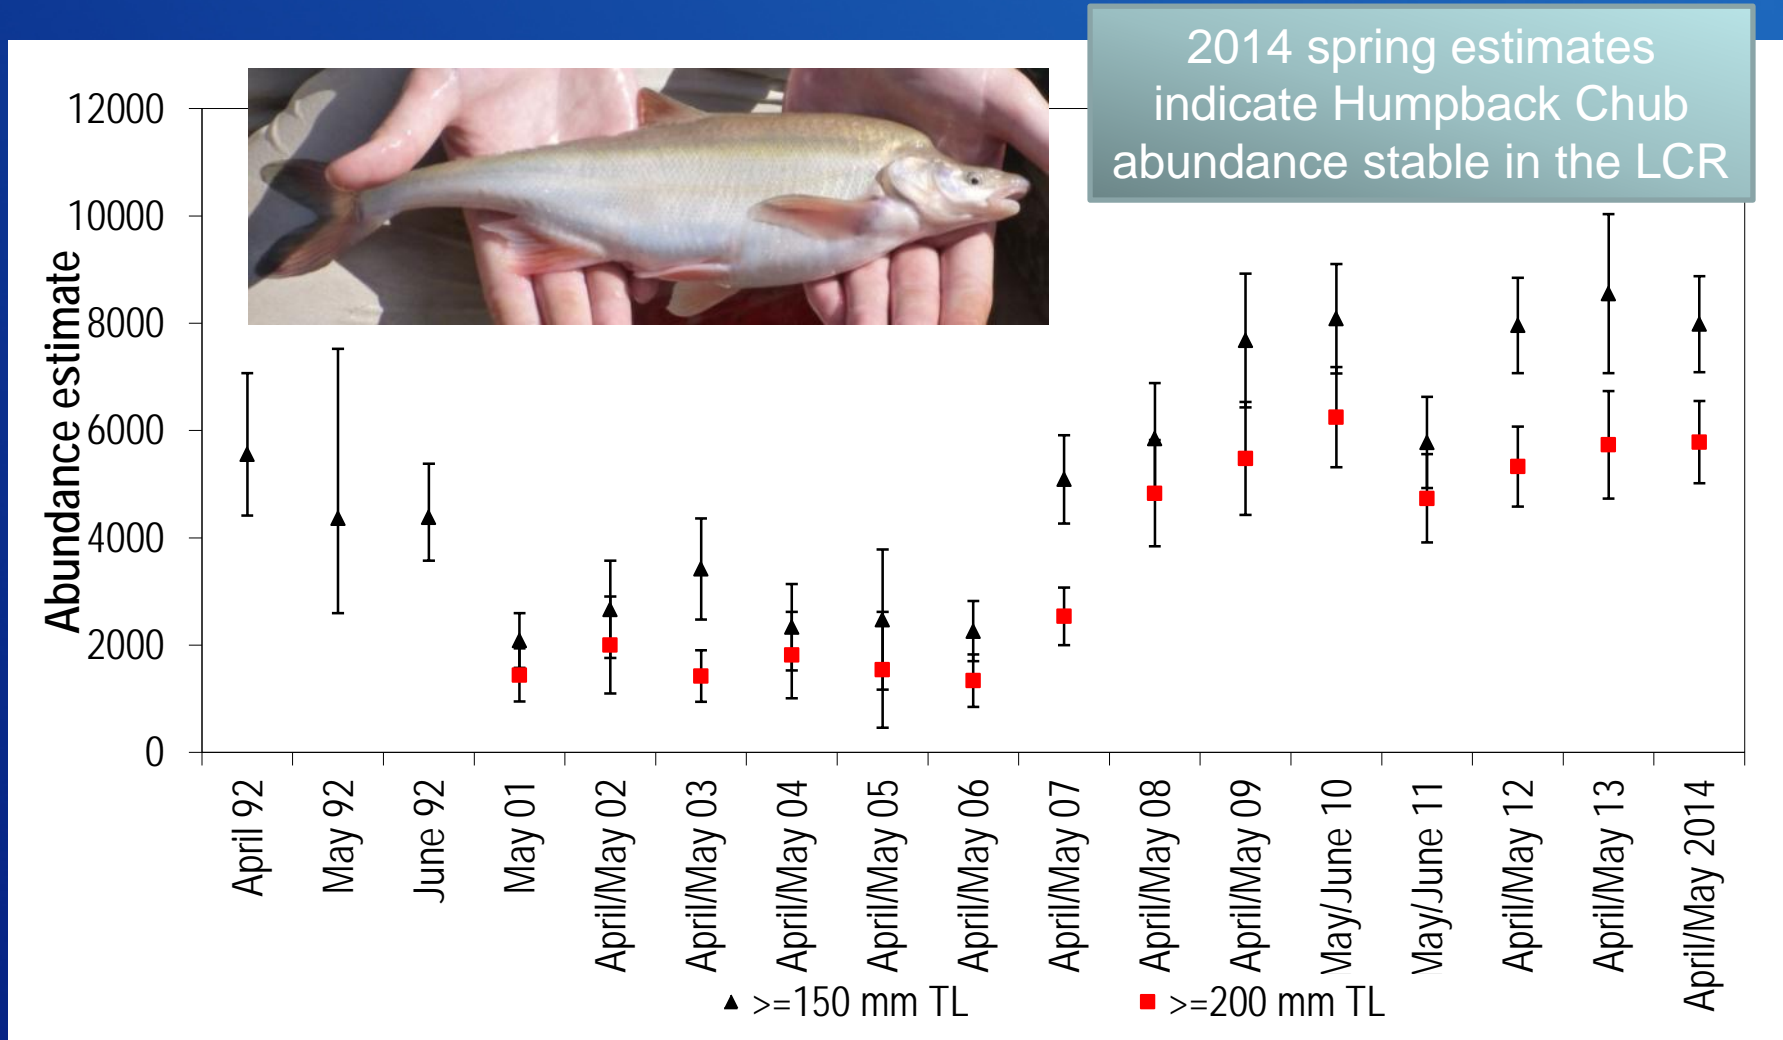 2014 spring estimates
indicate Humpback Chub
abundance stable in the LCR
Abundance estimate
12000
10000
8000
6000
4000
2000
0
April 92
May 92
June 92
May 01
April/May 02
April/May 03
April/May 04
April/May 05
April/May 06
April/May 07
April/May 08
April/May 09
May/June 10
May/June 11
April/May 12
April/May 13
April/May 2014
>=150 mm TL
>=200 mm TL